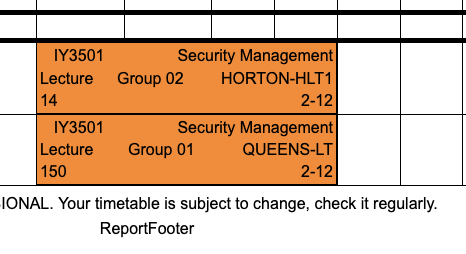 IY3501 Security Management
Lecture Group 02 HORTON-HLT1
14 2-12
IY3501 Security Management
Lecture Group 01 QUEENS-LT
150 2-12
IONAL. Your timetable is subject to change, check it regularly.
ReportFooter